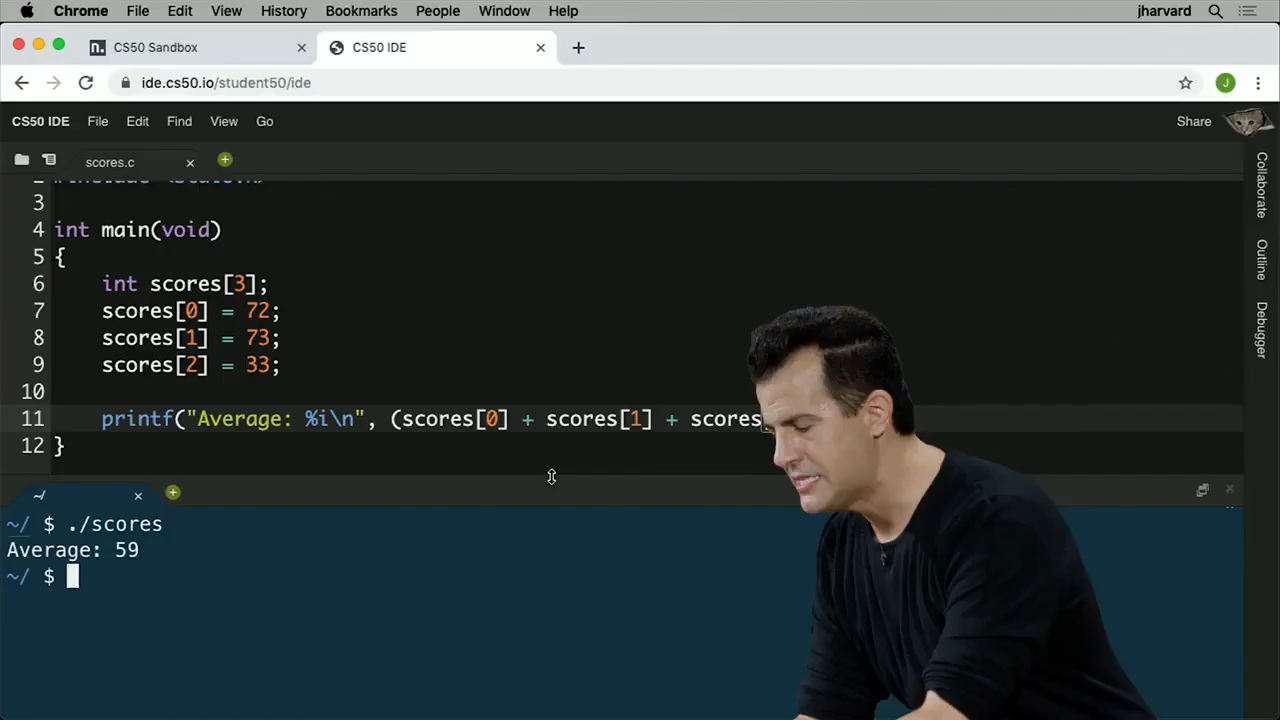 Chrome File Edit View History Bookmarks People Window Help jharvard
CS50 Sandbox CS50 IDE
ide.cs50.io/student50/ide J
CS50 IDE File Edit Find View Go Share
scores.c
Collaborate
Outline
Debugger
2
3
4 int main(void)
5 {
6 int scores[3];
7 scores[0] = 72;
8 scores[1] = 73;
9 scores[2] = 33;
10
11 printf("Average: %i\n", (scores[0] + scores[1] + scores
12 }
~/
~/ $ ./scores
Average: 59
~/ $